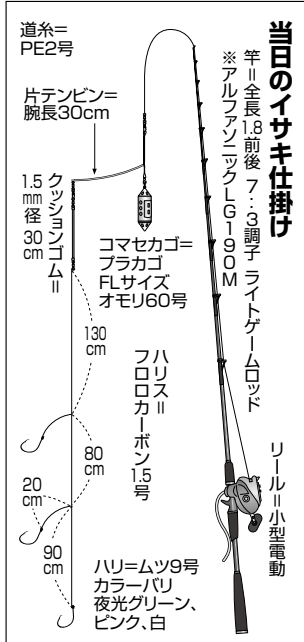 当日のイサキ仕掛け
竿=全長1.8前後 7:3調子 ライトゲームロッド
※アルファソニックLG190M
道糸=
PE2号
片テンビン=
腕長30cm
クッションゴム=
1.5mm径
30cm
コマセカゴ=
プラカゴ
FLサイズ
オモリ60号
130
cm
ハリス=
フロロカーボン1.5号
80
cm
20
cm
90
cm
リール=小型電動
ハリ=ムツ9号
カラーバリ
夜光グリーン、
ピンク、白